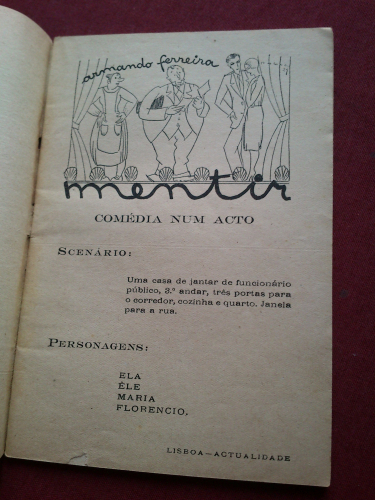 armando ferreira
mentir
COMÉDIA NUM ACTO
SCENÁRIO:
Uma casa de jantar de funcionário
público, 3.º andar, três portas para
o corredor, cozinha e quarto. Janela
para a rua.
PERSONAGENS:
ELA
ÉLE
MARIA
FLORENCIO.
LISBOA—ACTUALIDADE